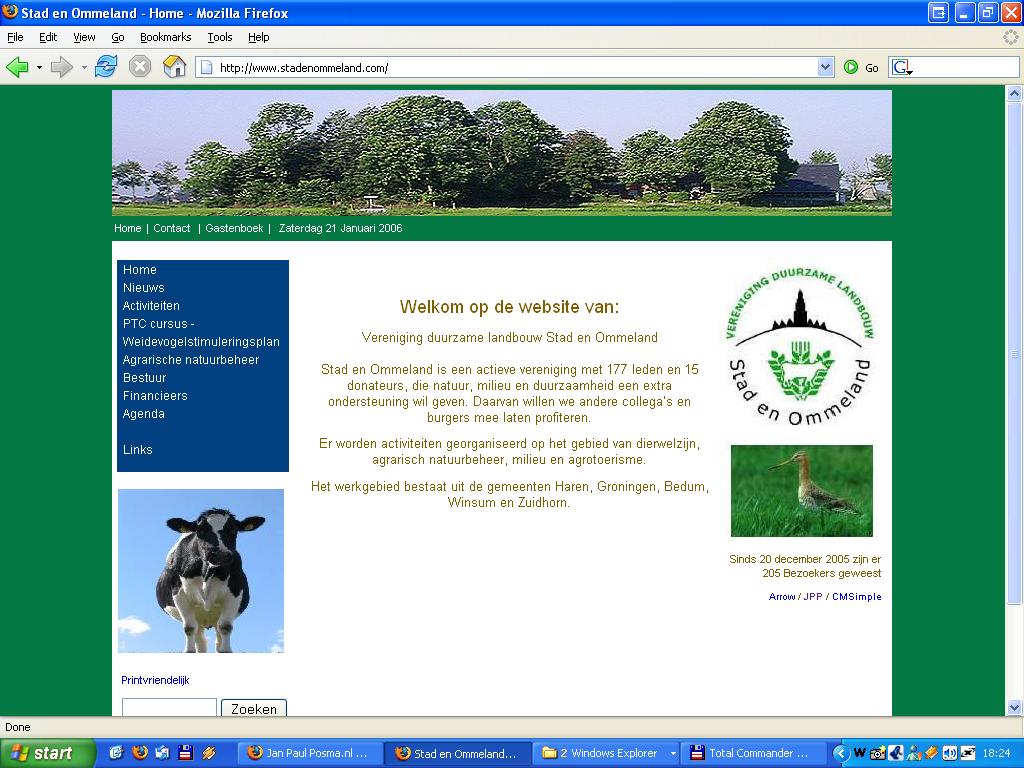 Stad en Ommeland - Home - Mozilla Firefox
File Edit View Go Bookmarks Tools Help
http://www.stadenommeland.com/ Go G
Home | Contact | Gastenboek | Zaterdag 21 Januari 2006
Home
Nieuws
Activiteiten
PTC cursus -
Weidevogelstimuleringsplan
Agrarische natuurbeheer
Bestuur
Financieers
Agenda
Links
Printvriendelijk
Zoeken
Welkom op de website van:
Vereniging duurzame landbouw Stad en Ommeland
Stad en Ommeland is een actieve vereniging met 177 leden en 15
donateurs, die natuur, milieu en duurzaamheid een extra
ondersteuning wil geven. Daarvan willen we andere collega's en
burgers mee laten profiteren.
Er worden activiteiten georganiseerd op het gebied van dierwelzijn,
agrarisch natuurbeheer, milieu en agrotoerisme.
Het werkgebied bestaat uit de gemeenten Haren, Groningen, Bedum,
Winsum en Zuidhorn.
VERENIGING DUURZAME LANDBOUW
Stad en Ommeland
Sinds 20 december 2005 zijn er
205 Bezoekers geweest
Arrow / JPP / CMSimple
Done
start Jan Paul Posma.nl ... Stad en Ommeland... 2 Windows Explorer Total Commander ... W 18:24